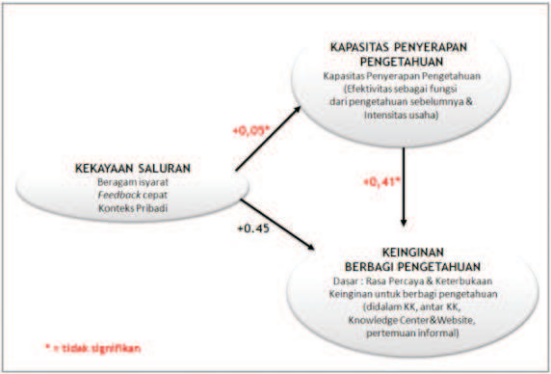 KAPASITAS PENYERAPAN
PENGETAHUAN
Kapasitas Penyerapan Pengetahuan
(Efektivitas sebagai fungsi
dari pengetahuan sebelumnya &
Intensitas usaha)
+0,05*
KEKAYAAN SALURAN
Beragam isyarat
Feedback cepat
Konteks Pribadi
+0,41*
+0.45
KEINGINAN
BERBAGI PENGETAHUAN
Dasar : Rasa Percaya & Keterbukaan
Keinginan untuk berbagi pengetahuan
(didalam KK, antar KK,
Knowledge Center&Website,
pertemuan informal)
* = tidak signifikan